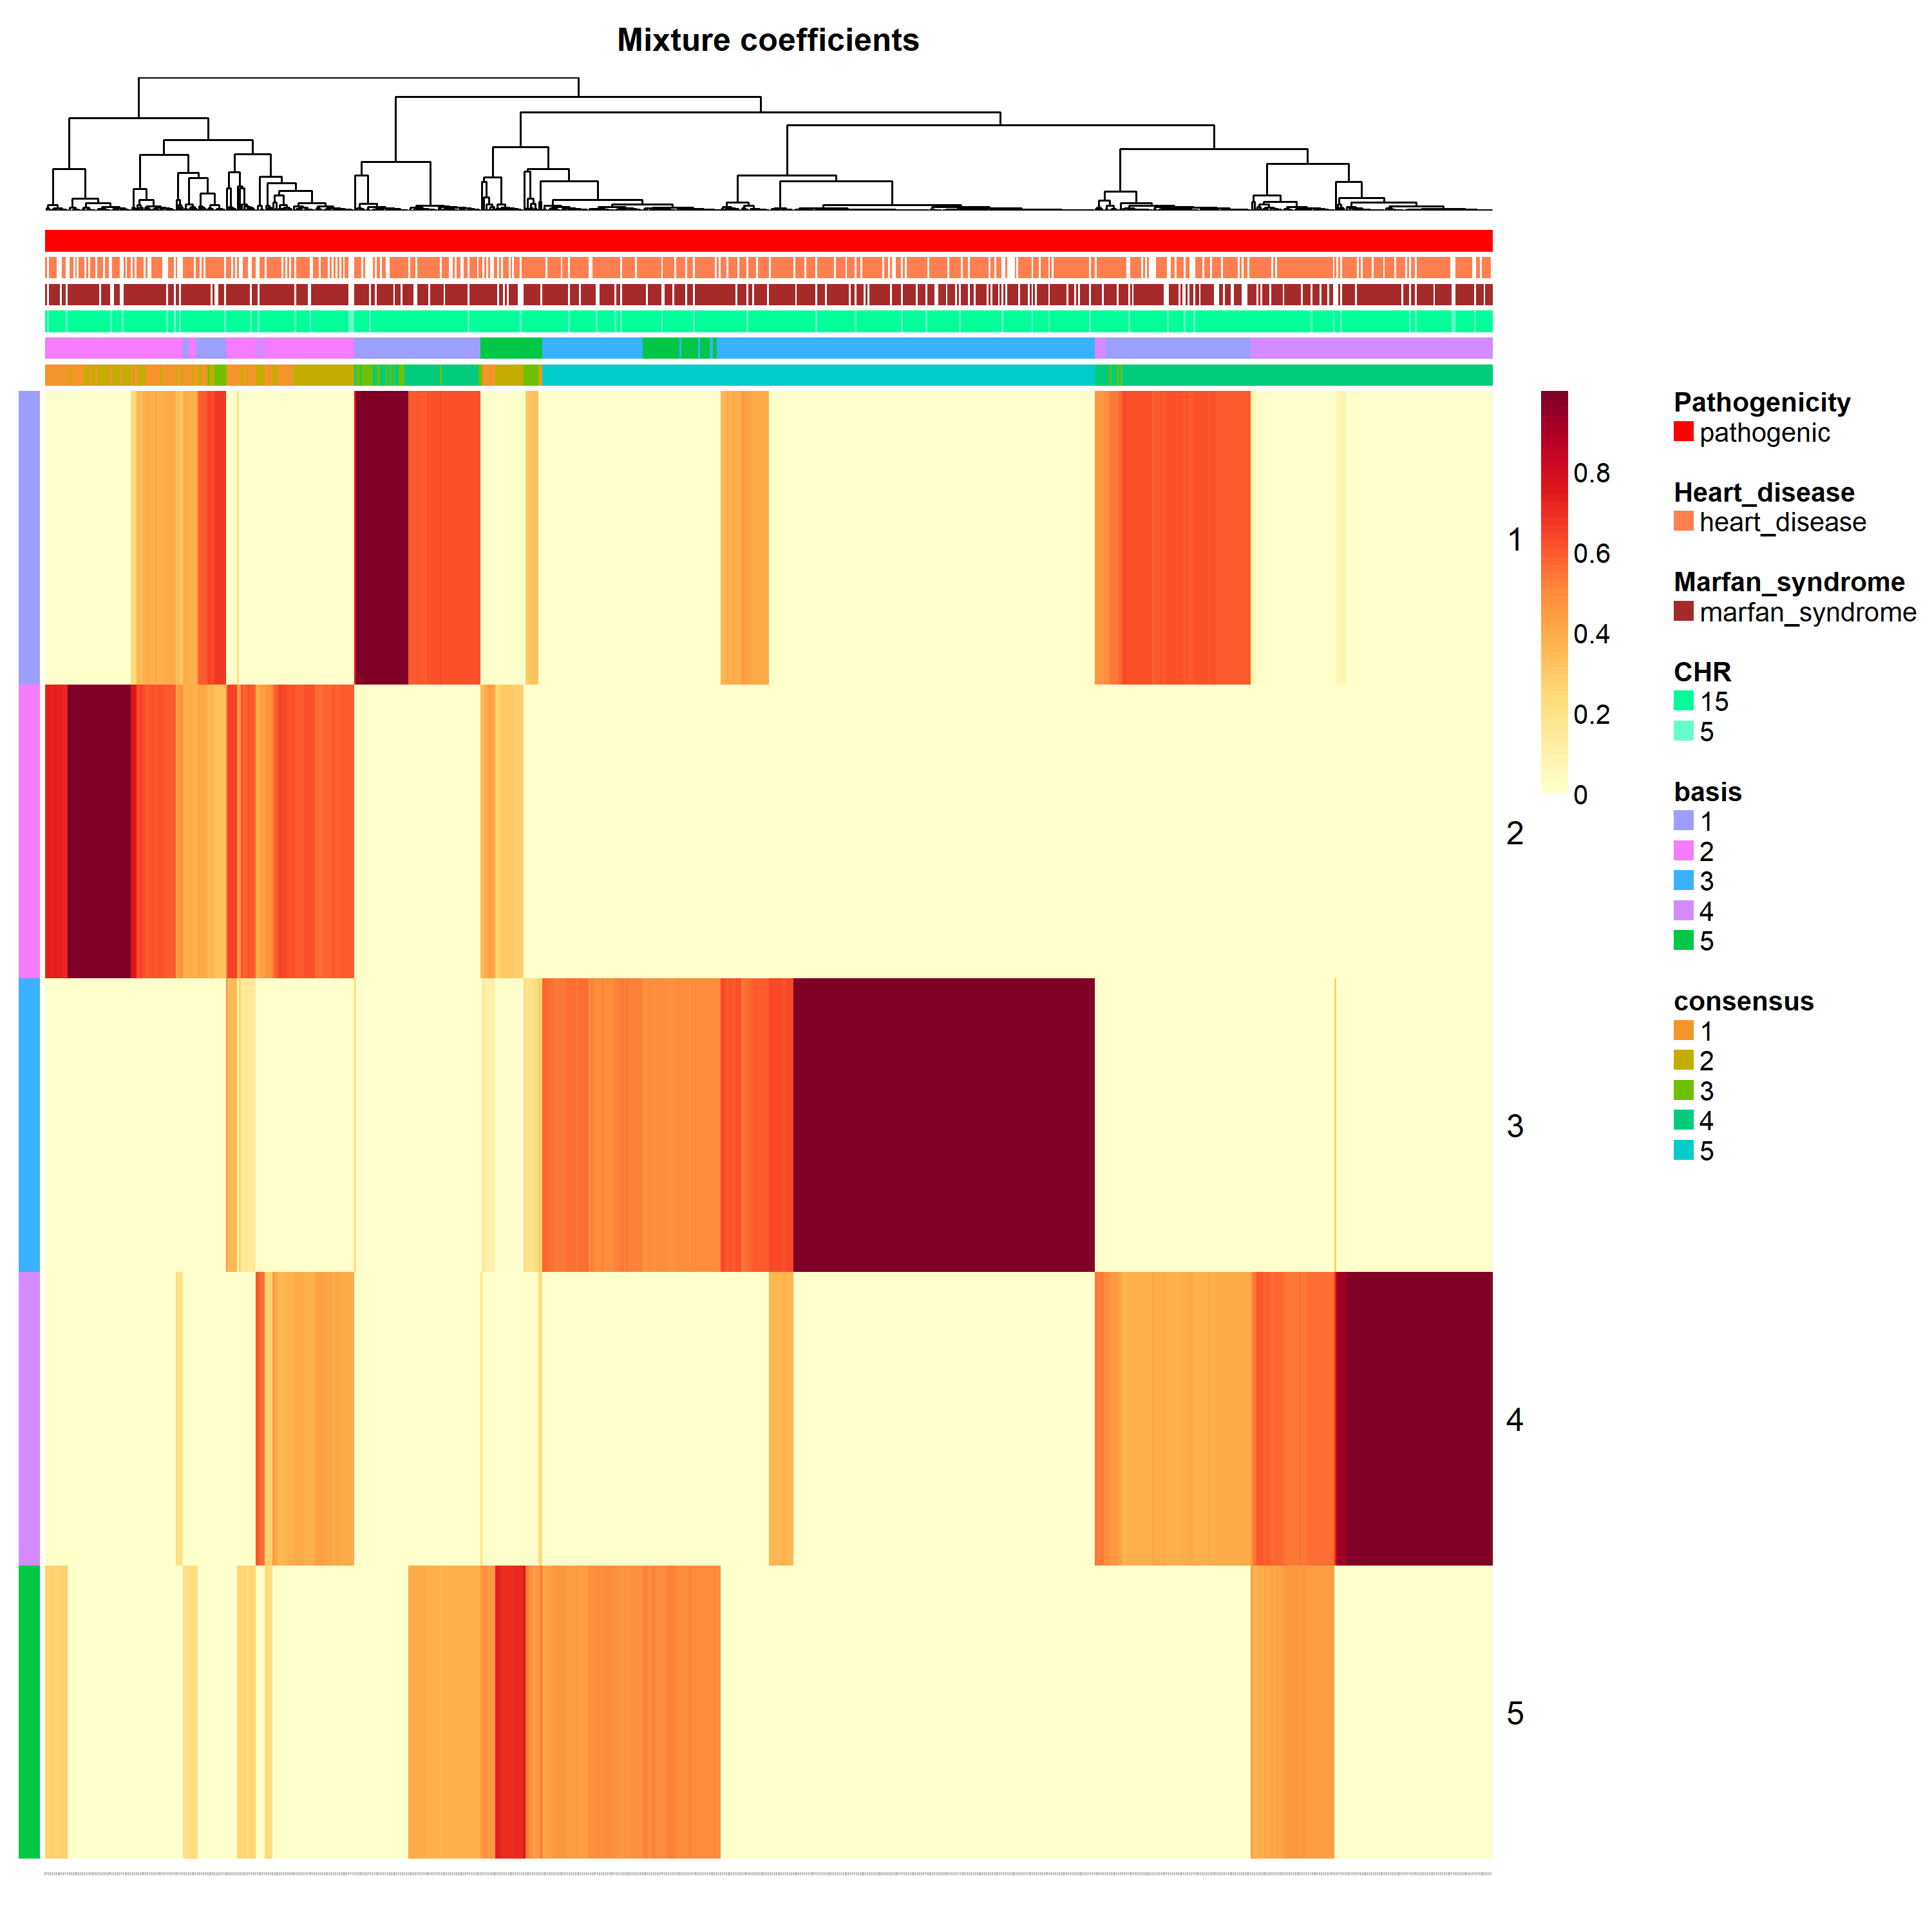 Mixture coefficients
1
2
3
4
5
0.8
0.6
0.4
0.2
0
Pathogenicity
pathogenic
Heart_disease
heart_disease
Marfan_syndrome
marfan_syndrome
CHR
15
5
basis
1
2
3
4
5
consensus
1
2
3
4
5